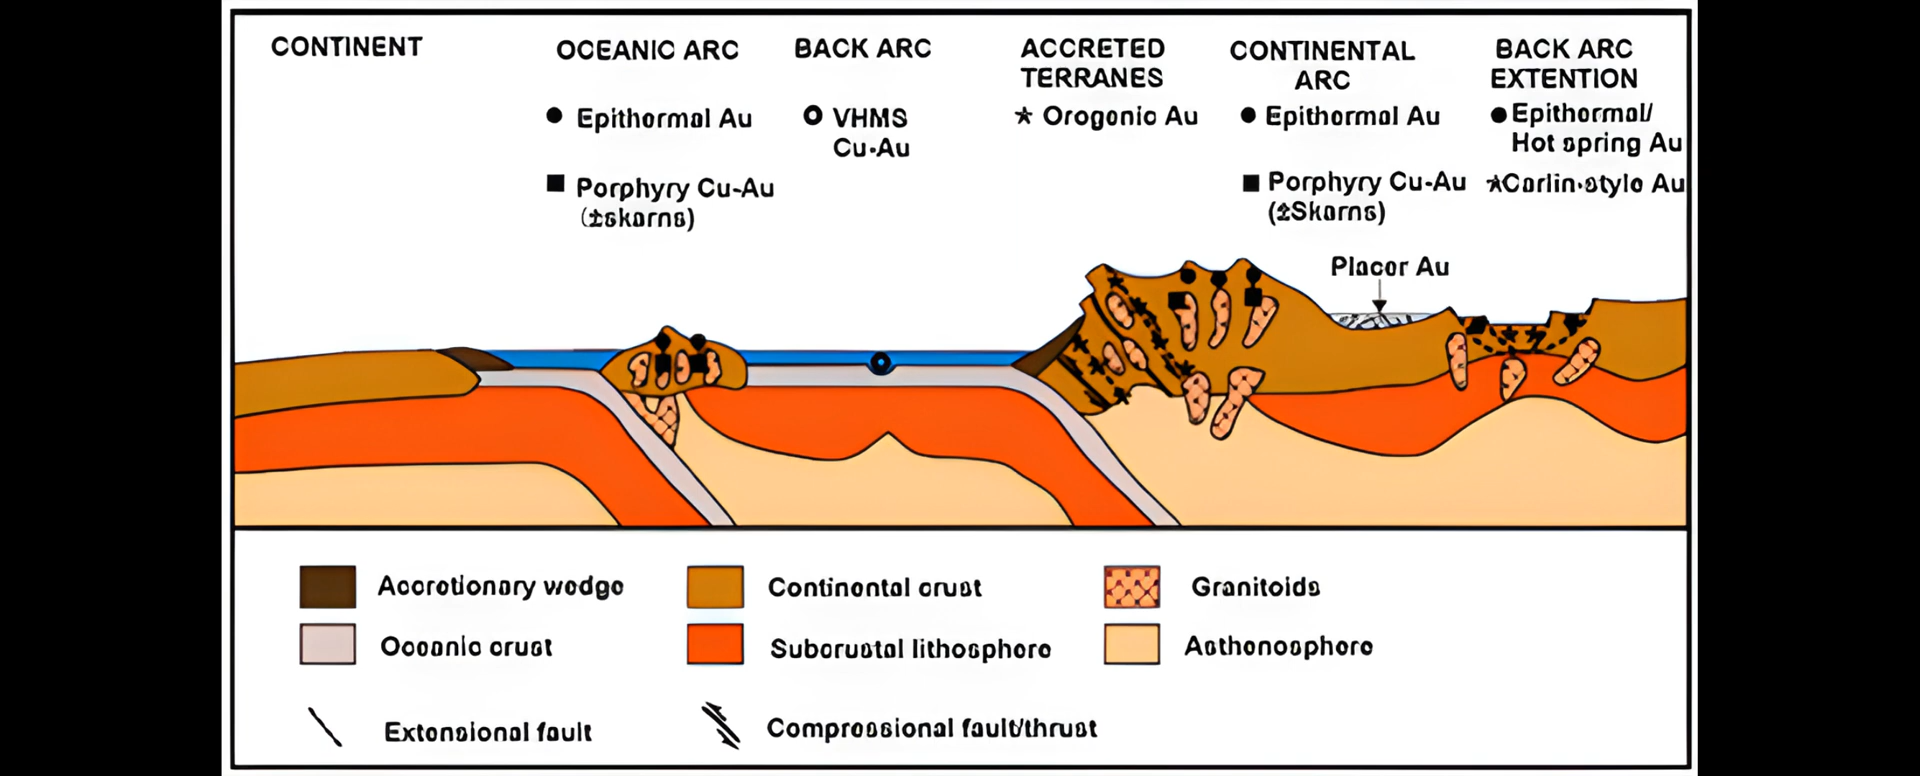 CONTINENT
OCEANIC ARC
Epithermal Au
Porphyry Cu-Au
(±skarns)
BACK ARC
VHMS
Cu-Au
ACCRETED
TERRANES
Orogenic Au
CONTINENTAL
ARC
Epithermal Au
Porphyry Cu-Au
(±Skarns)
BACK ARC
EXTENTION
Epithermal/
Hot spring Au
Carlin-style Au
Placer Au
Accretionary wedge
Continental crust
Granitoids
Oceanic crust
Subcrustal lithosphere
Asthenosphere
Extensional fault
Compressional fault/thrust